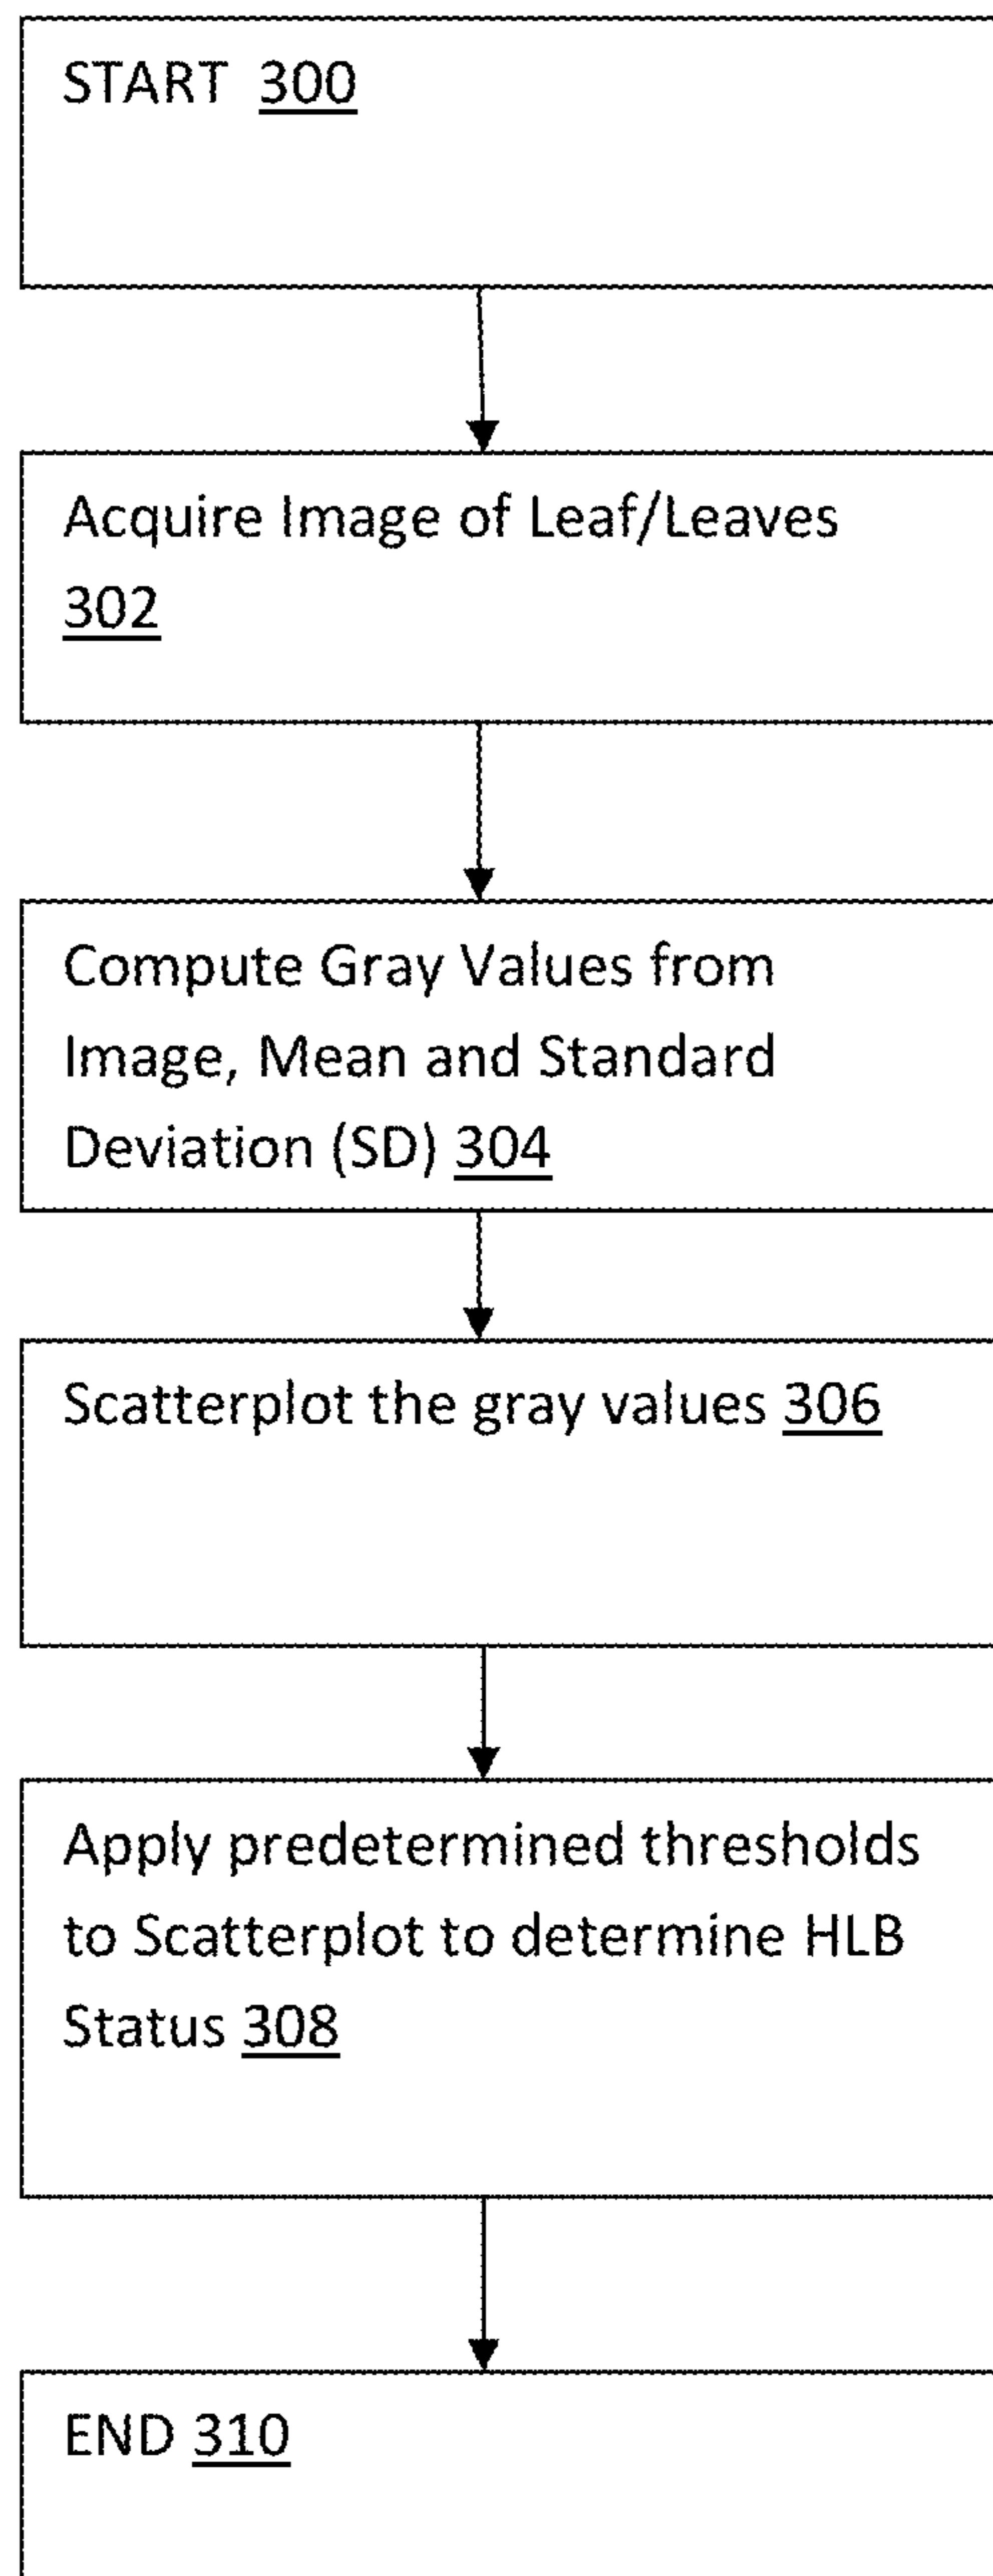 START 300
Acquire Image of Leaf/Leaves
302
Compute Gray Values from
Image, Mean and Standard
Deviation (SD) 304
Scatterplot the gray values 306
Apply predetermined thresholds
to Scatterplot to determine HLB
Status 308
END 310